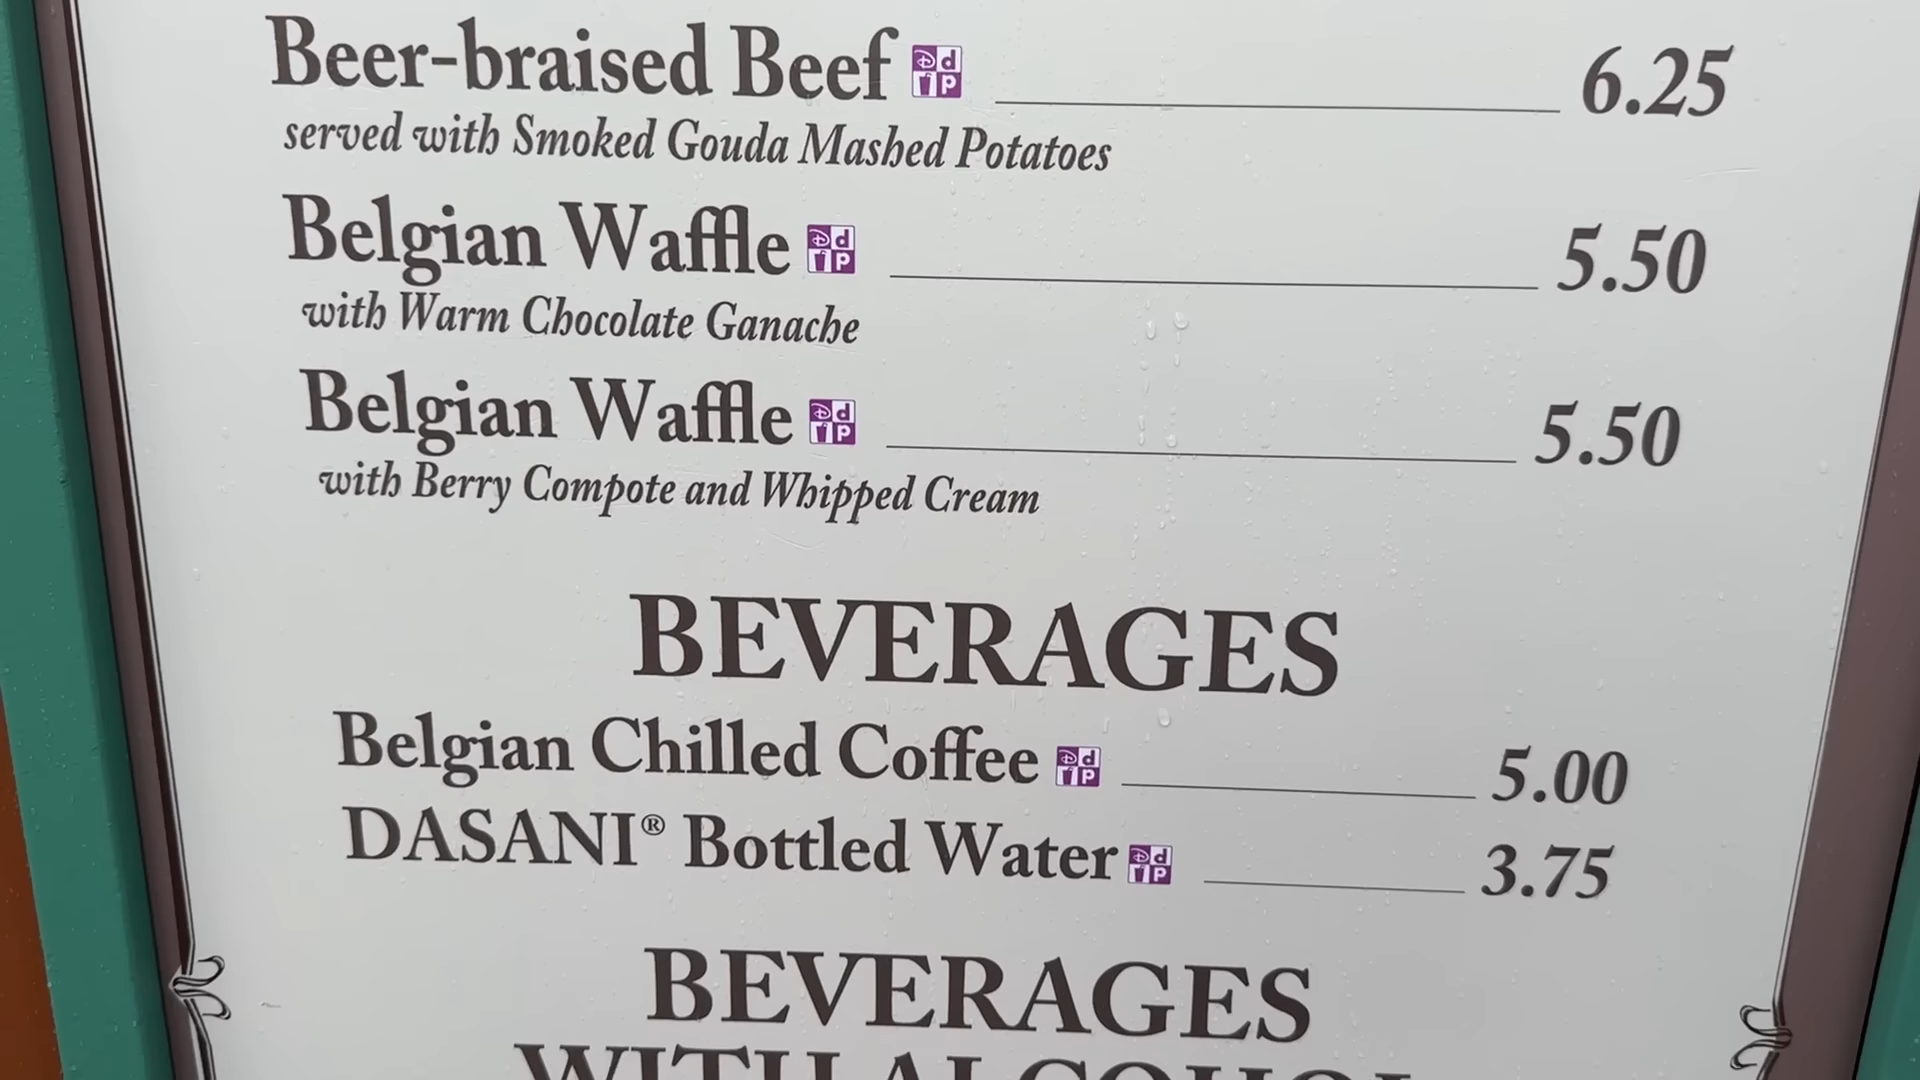 Beer-braised Beef 6.25
served with Smoked Gouda Mashed Potatoes
Belgian Waffle 5.50
with Warm Chocolate Ganache
Belgian Waffle 5.50
with Berry Compote and Whipped Cream
BEVERAGES
Belgian Chilled Coffee 5.00
DASANI® Bottled Water 3.75
BEVERAGES
WITH ALCOHOL